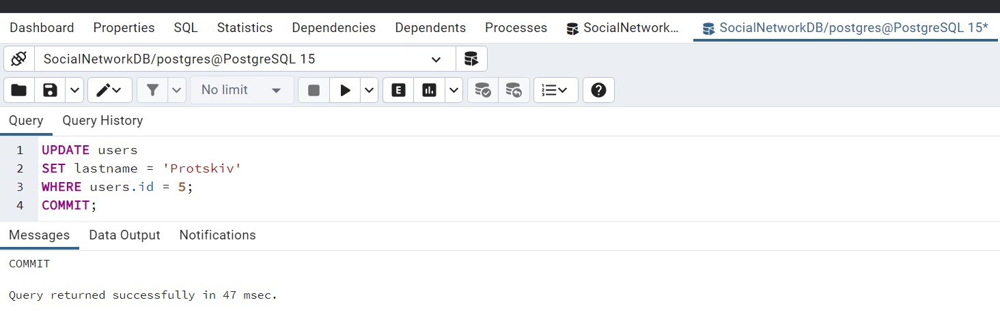 Dashboard Properties SQL Statistics Dependencies Dependents Processes SocialNetwork... SocialNetworkDB/postgres@PostgreSQL 15*
SocialNetworkDB/postgres@PostgreSQL 15
No limit E
Query Query History
1 UPDATE users
2 SET lastname = 'Protskiv'
3 WHERE users.id = 5;
4 COMMIT;
Messages Data Output Notifications
COMMIT
Query returned successfully in 47 msec.